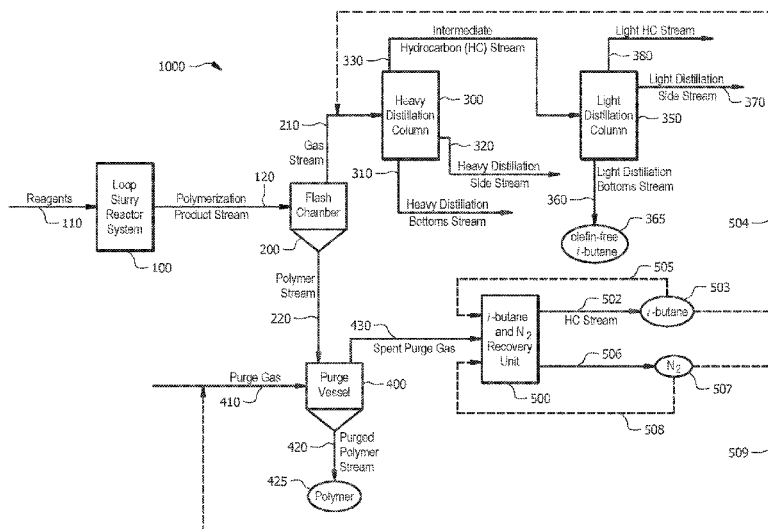 1000
Reagents
110
Loop
Slurry
Reactor
System
100
Polymerization
Product Stream
120
Gas
Stream
210
Flash
Chamber
200
Polymer
Stream
220
Intermediate
Hydrocarbon (HC) Stream
330
Heavy
Distillation
Column
300
320
310
Heavy Distillation
Side Stream
Heavy Distillation
Bottoms Stream
Light HC Stream
380
Light Distillation
Side Stream
370
Light
Distillation
Column
350
Light Distillation
Bottoms Stream
360
365
olefin-free
i-butane
504
505
502
503
HC Stream
i-butane
i-butane
and N2
Recovery
Unit
500
506
N2
507
508
509
430
Spent Purge Gas
Purge Gas
410
Purge
Vessel
400
420
Purged
Polymer
Stream
425
Polymer